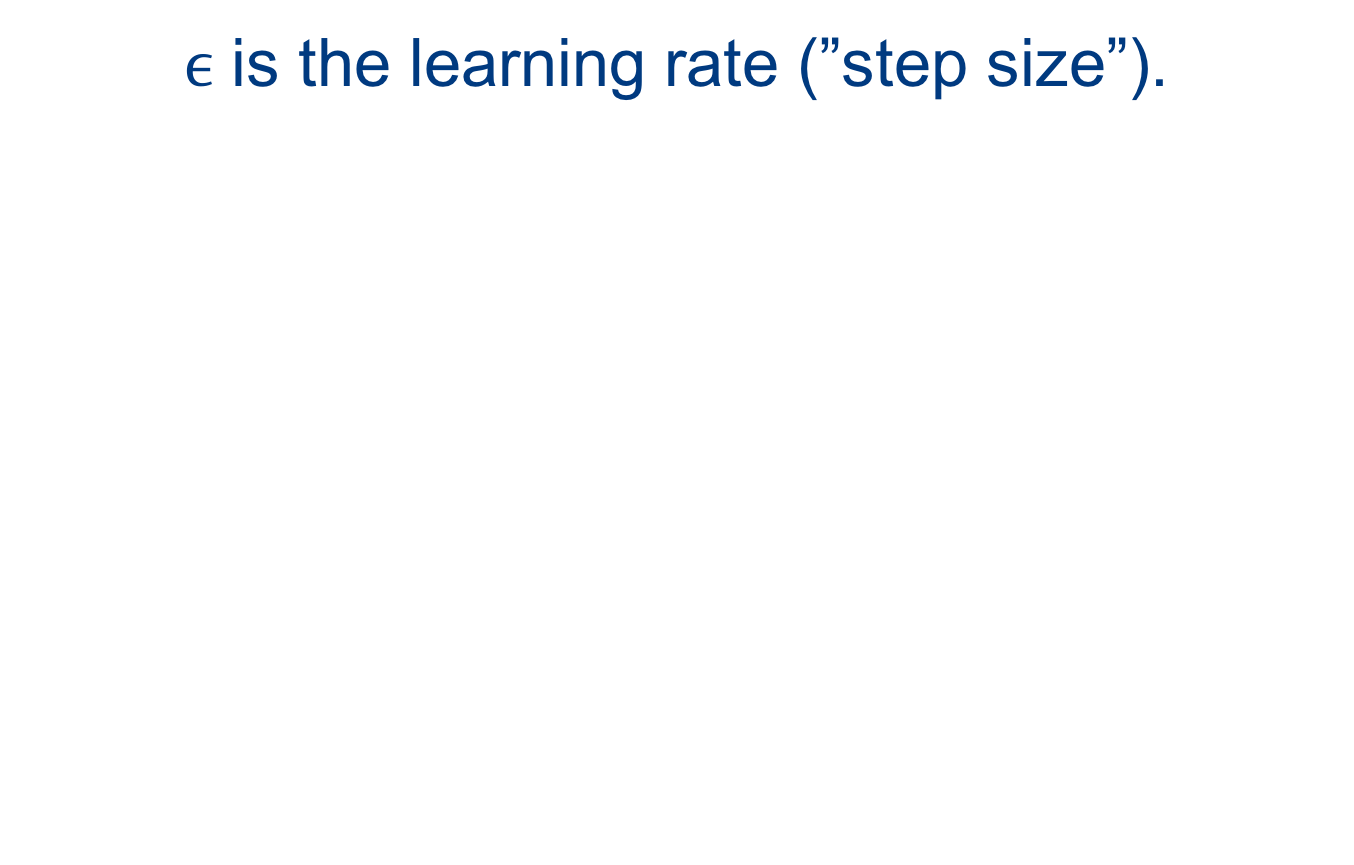 ϵ is the learning rate (”step size”).